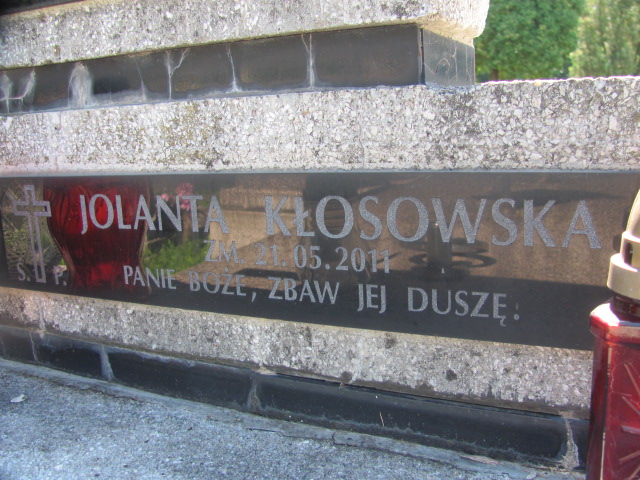 JOLANTA KŁOSOWSKA
ZM. 21.05.2011
Ś. P. PANIE BOŻE, ZBAW JEJ DUSZĘ!